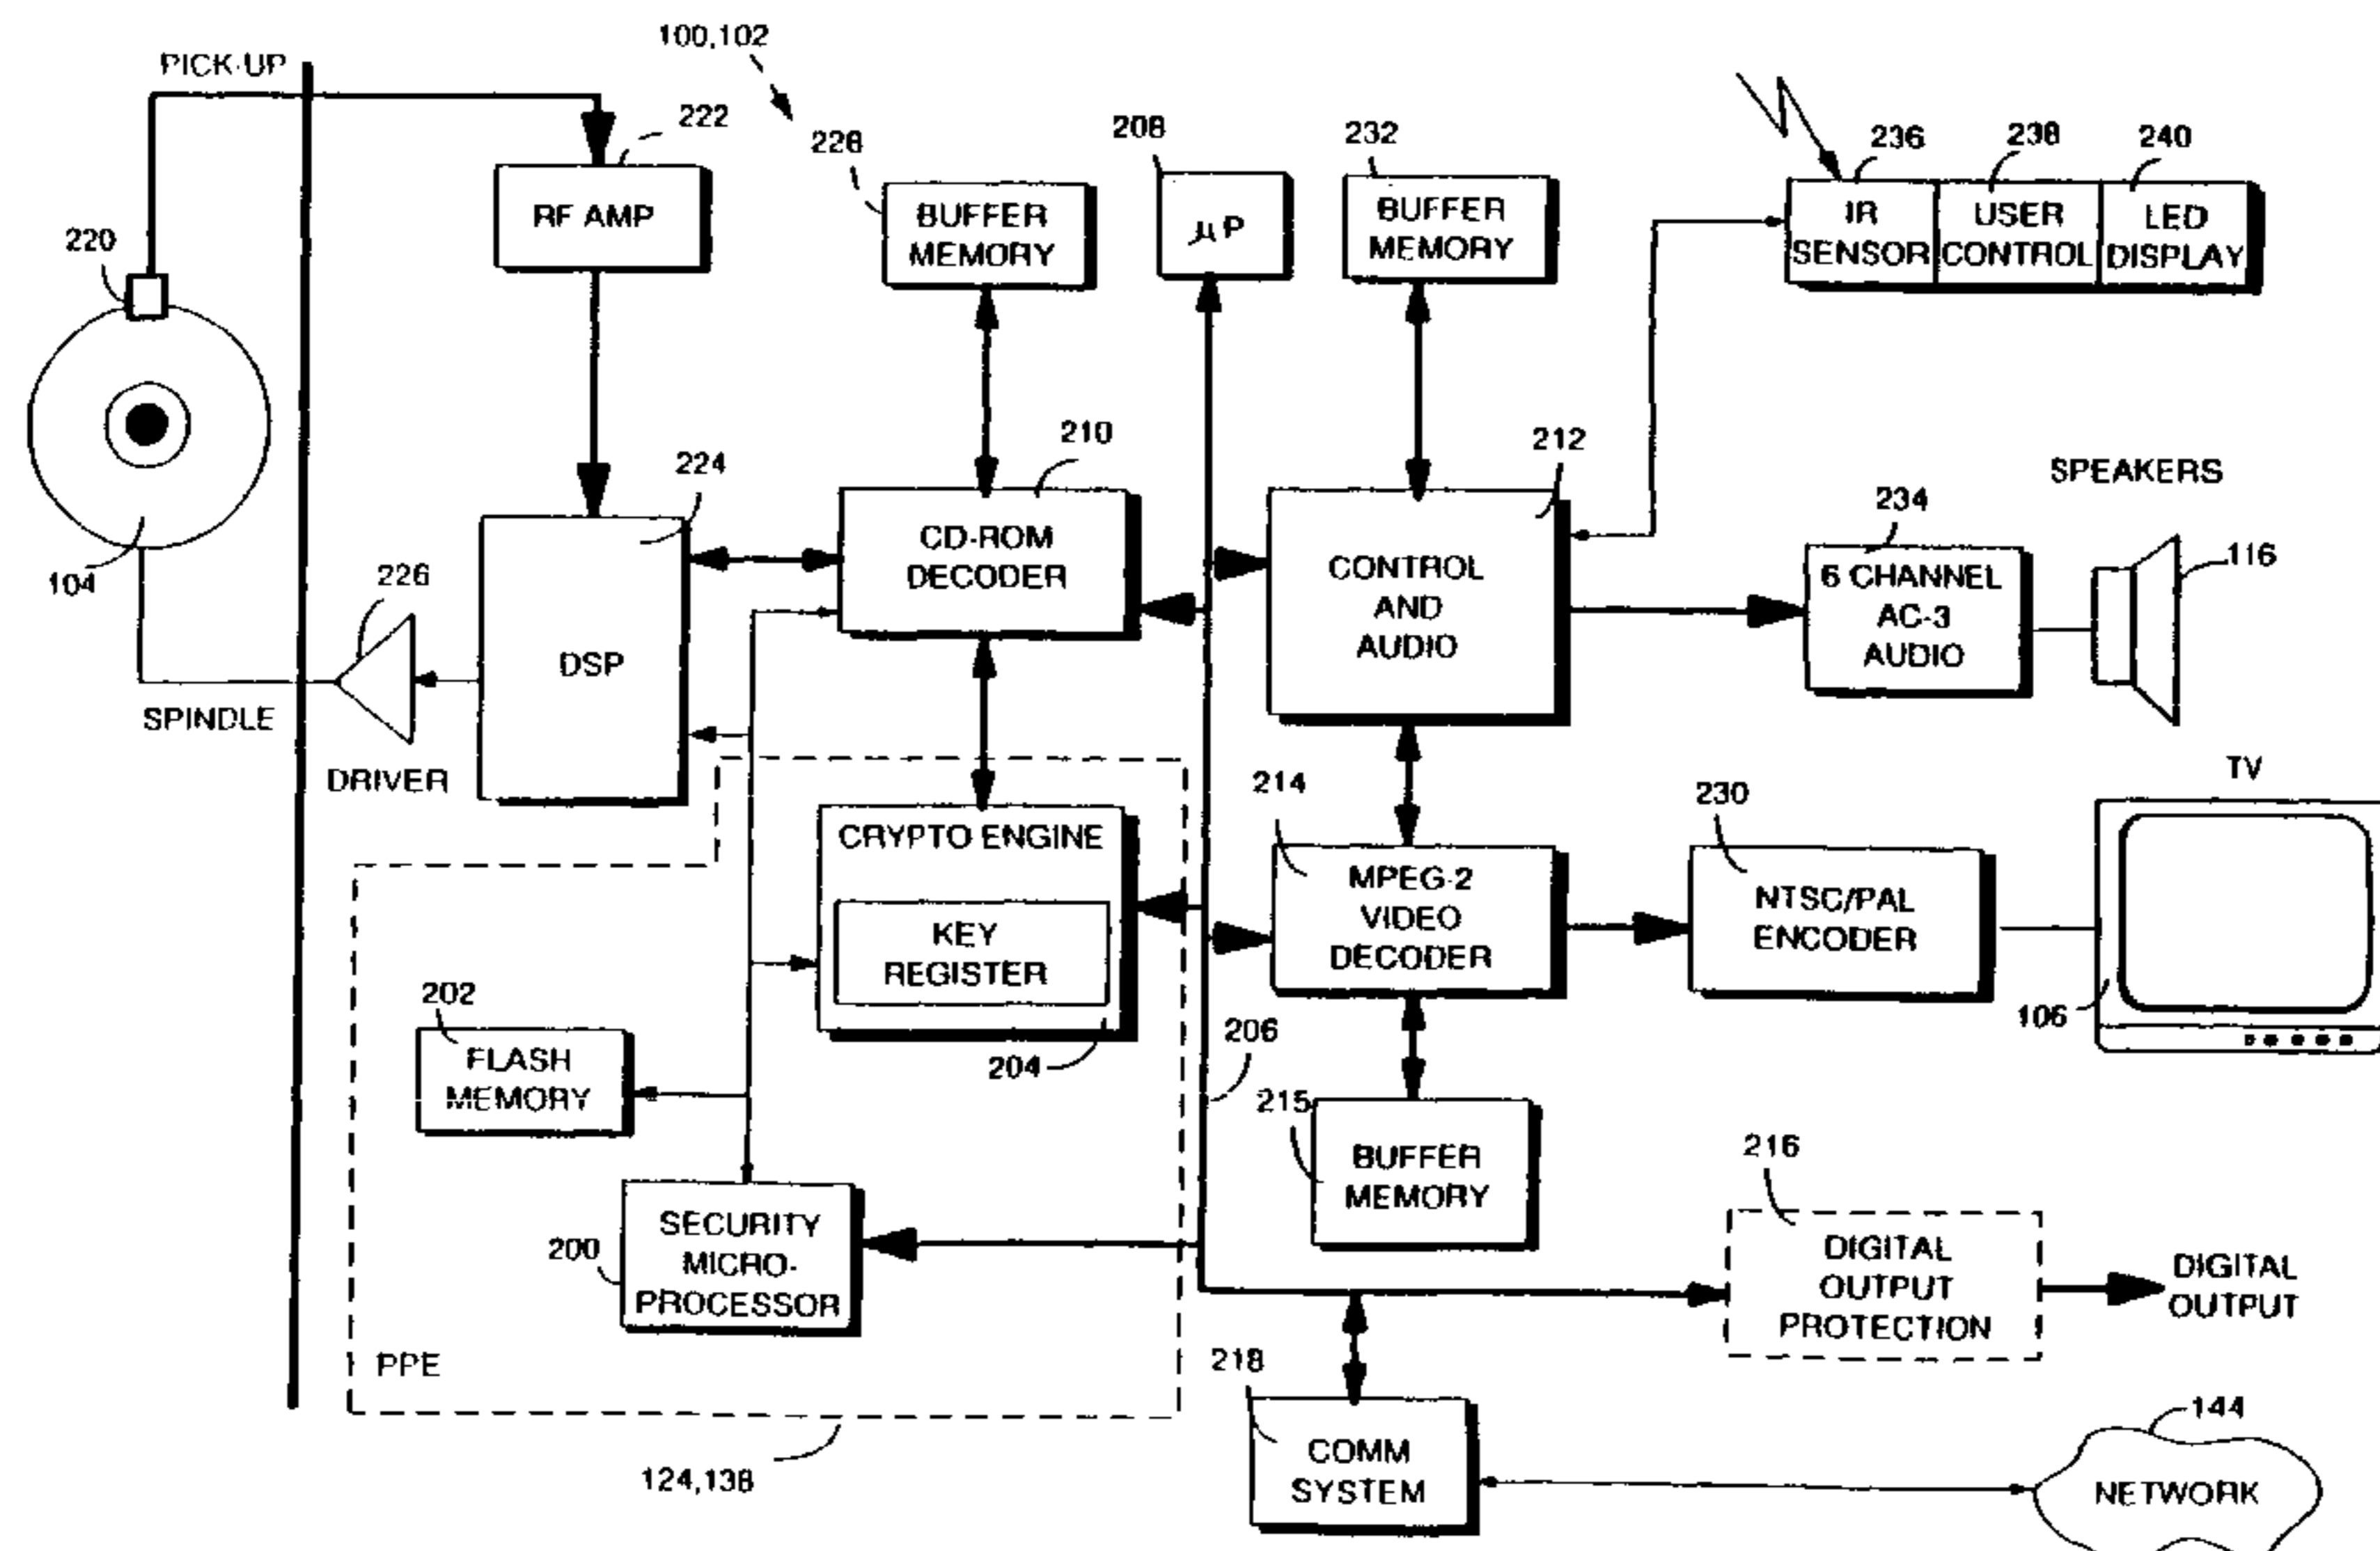 100,102
PICK-UP
222
228
208
232
236
238
240
RF AMP
BUFFER
MEMORY
µP
BUFFER
MEMORY
IR
SENSOR
USER
CONTROL
LED
DISPLAY
220
224
210
212
SPEAKERS
234
104
226
DSP
CD-ROM
DECODER
CONTROL
AND
AUDIO
6 CHANNEL
AC-3
AUDIO
116
SPINDLE
DRIVER
214
230
TV
CRYPTO ENGINE
KEY
REGISTER
204
MPEG-2
VIDEO
DECODER
NTSC/PAL
ENCODER
106
202
FLASH
MEMORY
206
215
BUFFER
MEMORY
216
200
SECURITY
MICRO-
PROCESSOR
DIGITAL
OUTPUT
PROTECTION
DIGITAL
OUTPUT
PPE
218
COMM
SYSTEM
144
NETWORK
124,138